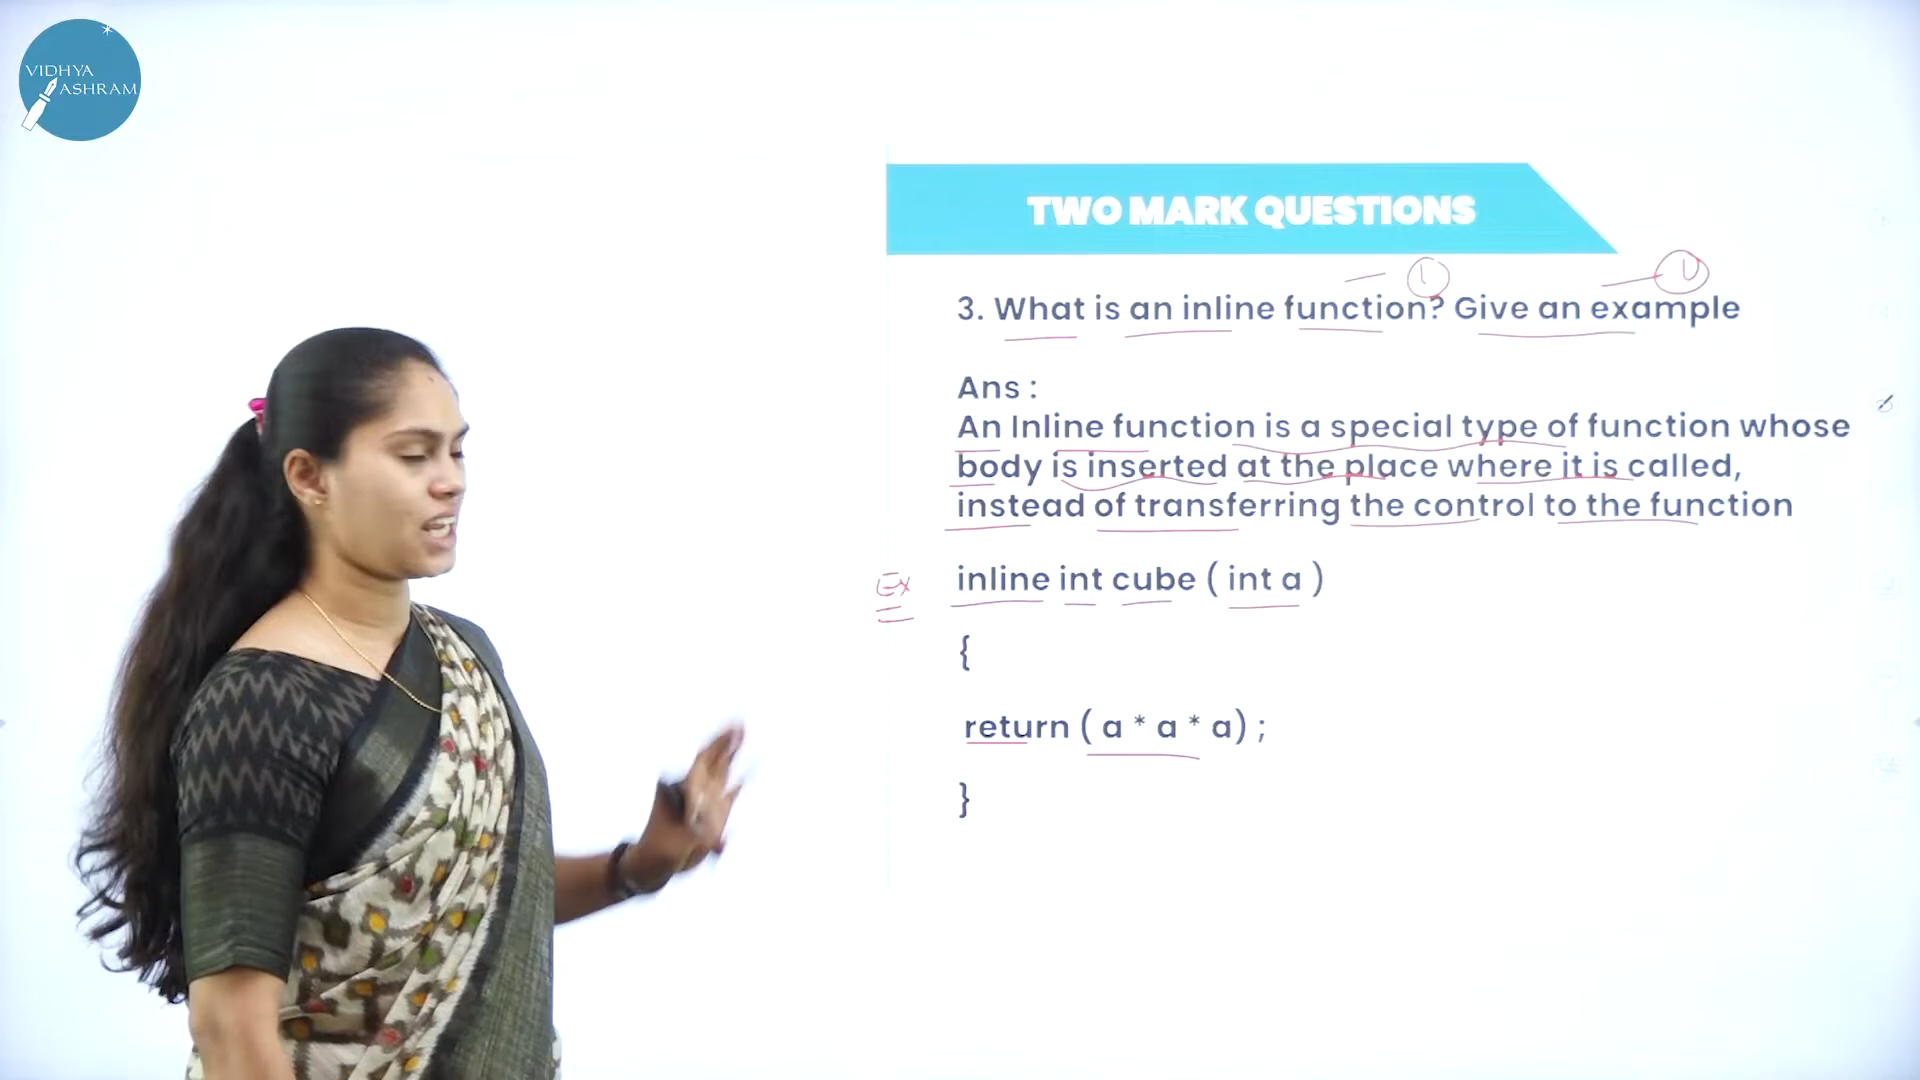 VIDHYA
ASHRAM
TWO MARK QUESTIONS
1
1
3. What is an inline function? Give an example
Ans :
An Inline function is a special type of function whose
body is inserted at the place where it is called,
instead of transferring the control to the function
Ex
inline int cube ( int a )
{
return ( a * a * a) ;
}